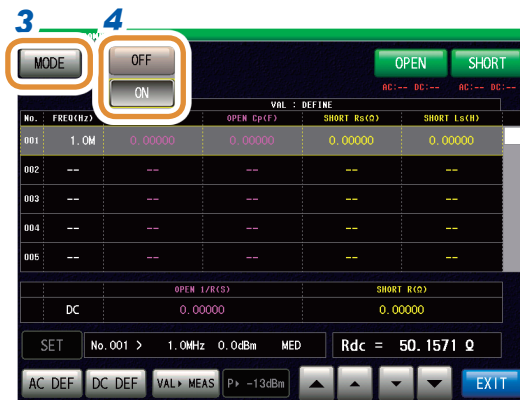 3 4
MODE OFF OPEN SHORT
ON AC:-- DC:-- AC:-- DC:--
VAL : DEFINE
No. FREQ(Hz) OPEN Cp(F) SHORT Rs(Ω) SHORT Ls(H)
001 1.0M 0.00000 0.00000 0.00000 0.00000
002 -- -- -- -- --
003 -- -- -- -- --
004 -- -- -- -- --
005 -- -- -- -- --
OPEN 1/R(S) SHORT R(Ω)
DC 0.00000 0.00000
SET No.001 > 1.0MHz 0.0dBm MED Rdc = 50.1571 Ω
AC DEF DC DEF VAL▸ MEAS P▸ -13dBm ▲ ▲ ▼ ▼ EXIT